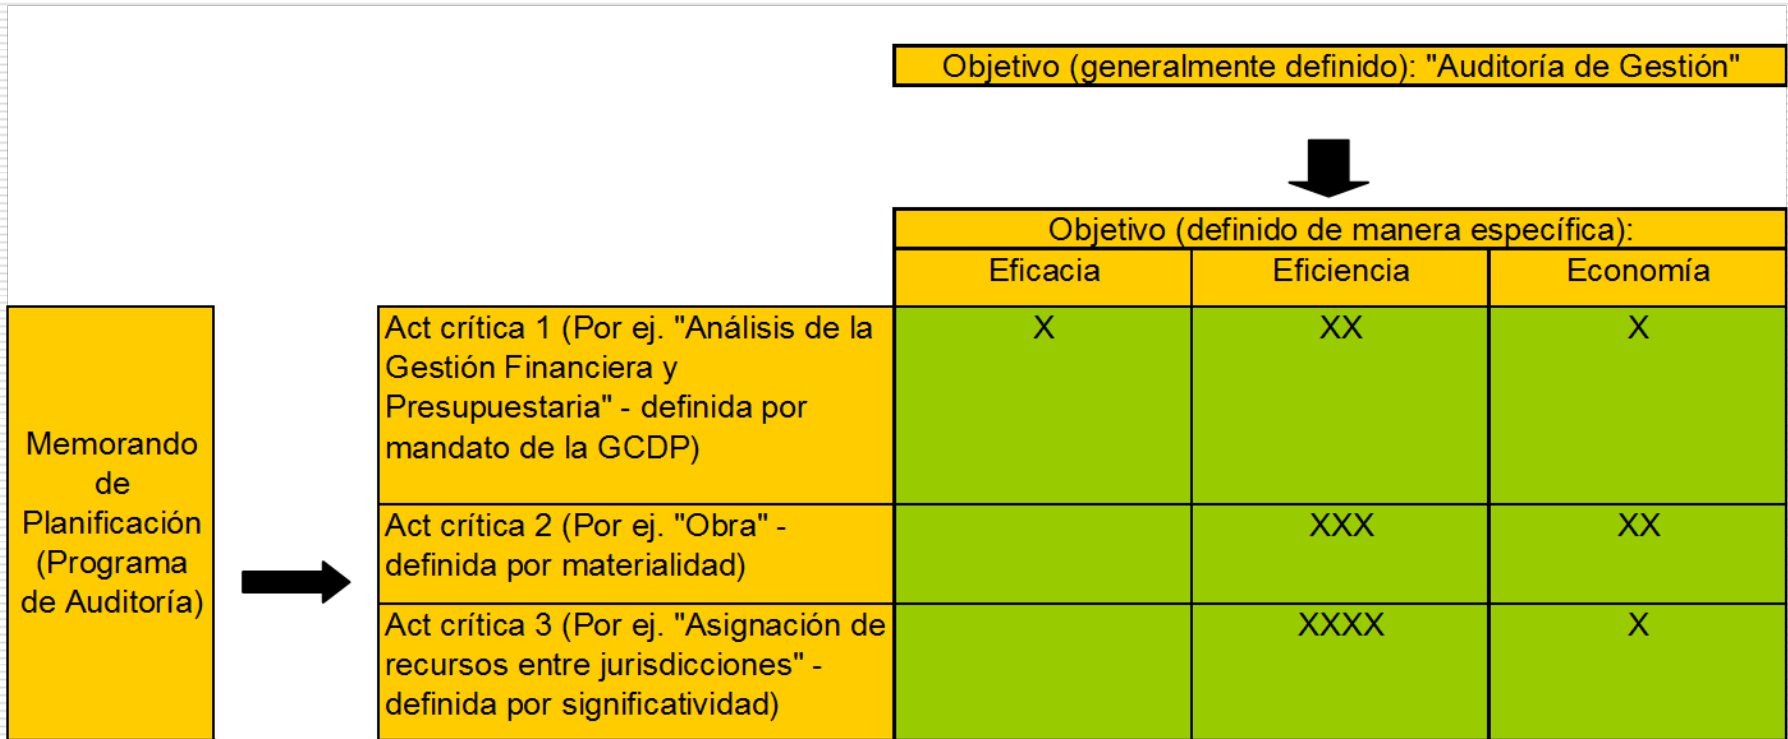 Objetivo (generalmente definido): "Auditoría de Gestión"
Objetivo (definido de manera específica):
Eficacia Eficiencia Economía
Memorando
de
Planificación
(Programa
de Auditoría)
Act crítica 1 (Por ej. "Análisis de la
Gestión Financiera y
Presupuestaria" - definida por
mandato de la GCDP)
X XX X
Act crítica 2 (Por ej. "Obra" -
definida por materialidad)
XXX XX
Act crítica 3 (Por ej. "Asignación de
recursos entre jurisdicciones" -
definida por significatividad)
XXXX X